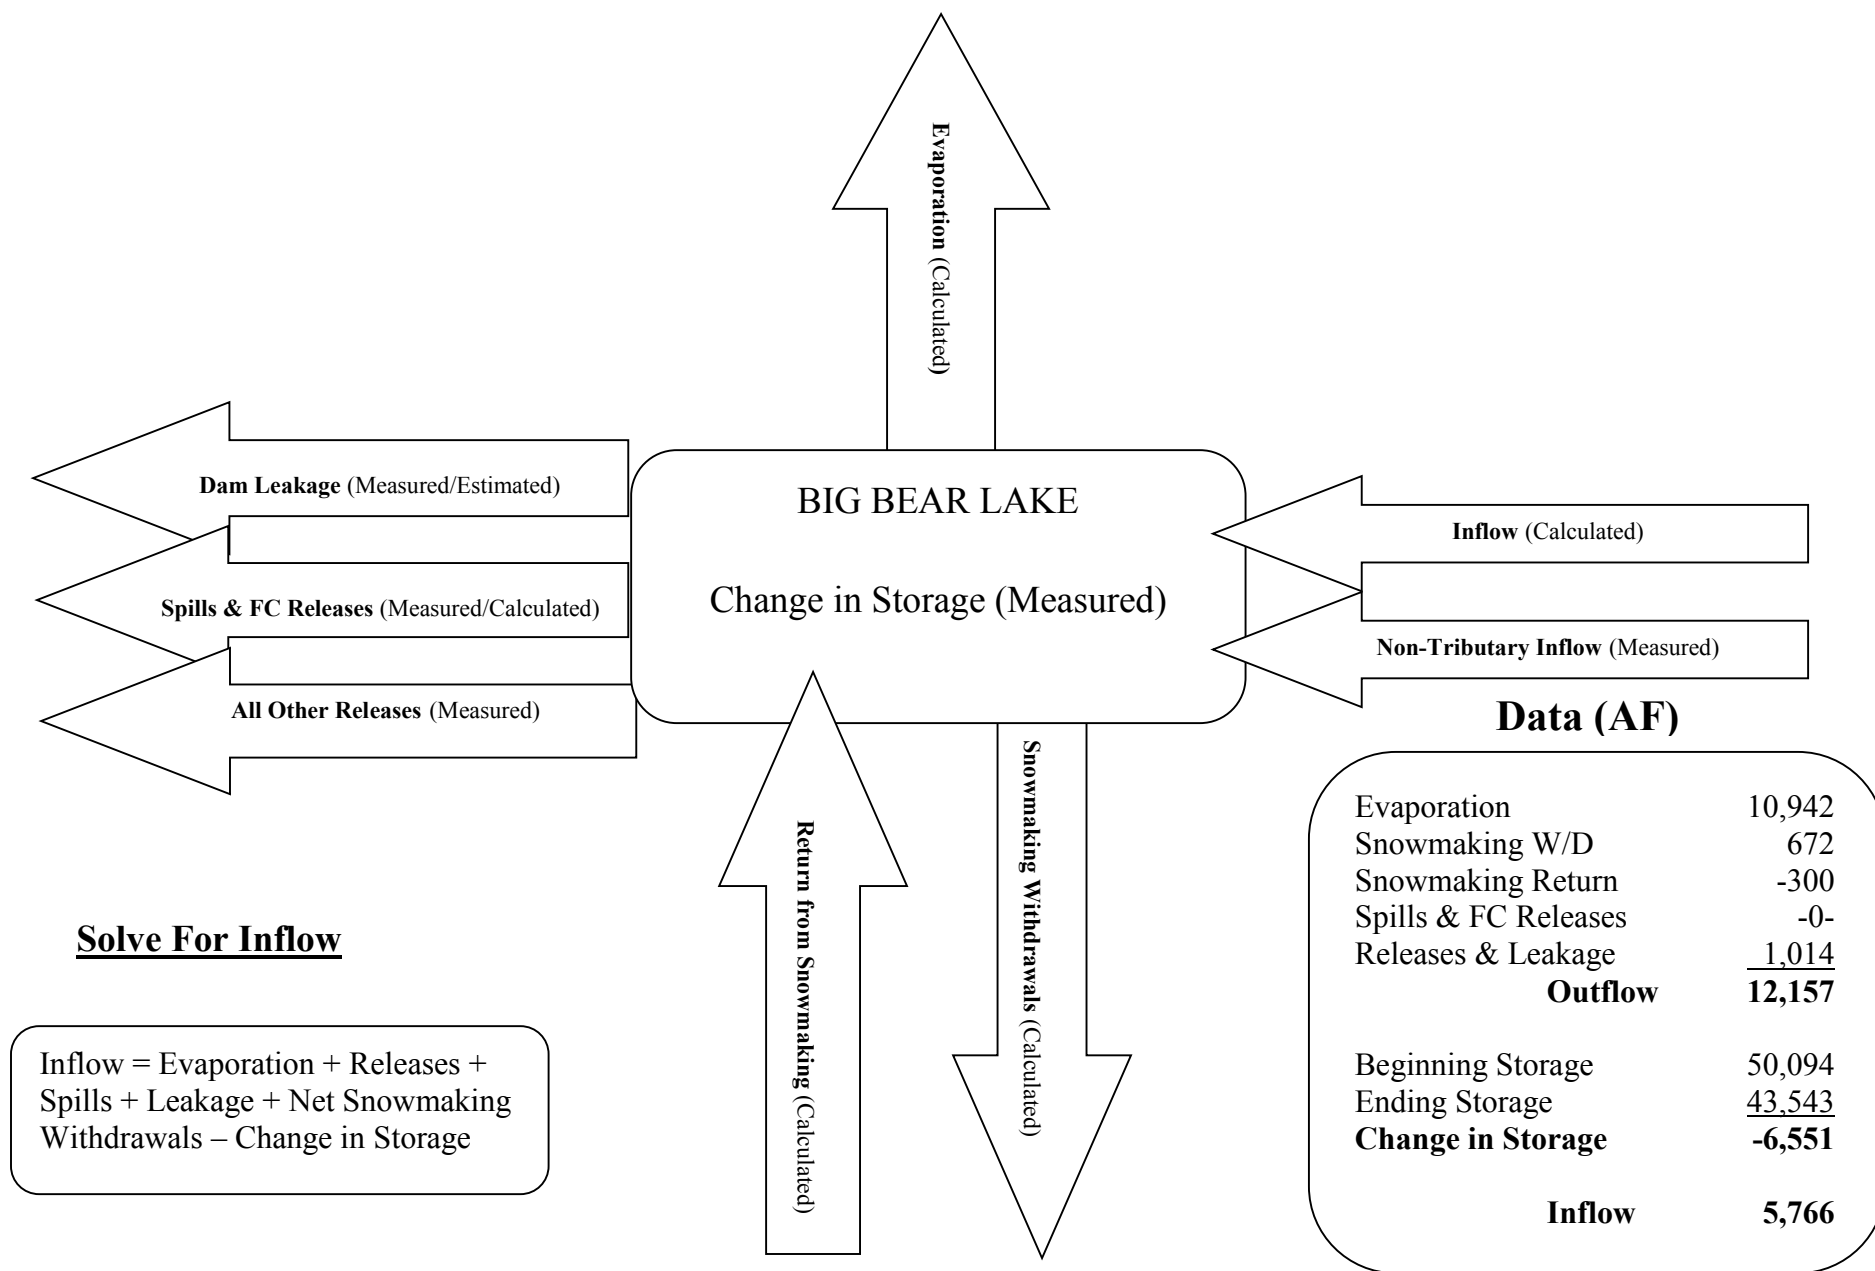 Evaporation (Calculated)
Dam Leakage (Measured/Estimated)
Spills & FC Releases (Measured/Calculated)
All Other Releases (Measured)
BIG BEAR LAKE
Change in Storage (Measured)
Inflow (Calculated)
Non-Tributary Inflow (Measured)
Return from Snowmaking (Calculated)
Snowmaking Withdrawals (Calculated)
Solve For Inflow
Inflow = Evaporation + Releases +
Spills + Leakage + Net Snowmaking
Withdrawals – Change in Storage
Data (AF)
Evaporation 10,942
Snowmaking W/D 672
Snowmaking Return -300
Spills & FC Releases -0-
Releases & Leakage 1,014
Outflow 12,157
Beginning Storage 50,094
Ending Storage 43,543
Change in Storage -6,551
Inflow 5,766